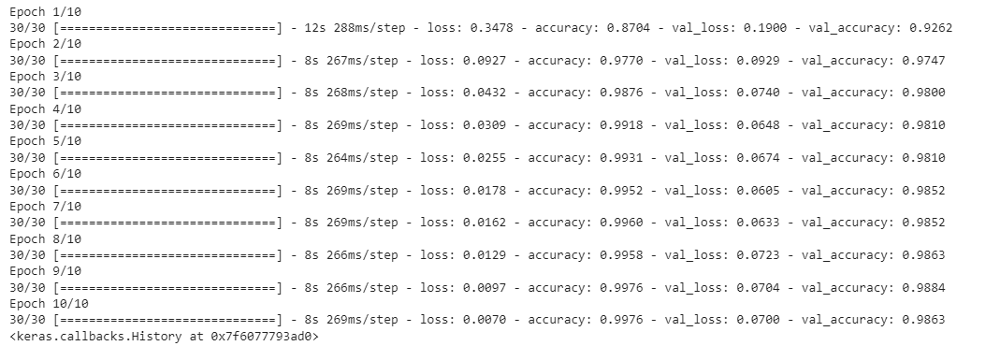 Epoch 1/10
30/30 [==============================] - 12s 288ms/step - loss: 0.3478 - accuracy: 0.8704 - val_loss: 0.1900 - val_accuracy: 0.9262
Epoch 2/10
30/30 [==============================] - 8s 267ms/step - loss: 0.0927 - accuracy: 0.9770 - val_loss: 0.0929 - val_accuracy: 0.9747
Epoch 3/10
30/30 [==============================] - 8s 268ms/step - loss: 0.0432 - accuracy: 0.9876 - val_loss: 0.0740 - val_accuracy: 0.9800
Epoch 4/10
30/30 [==============================] - 8s 269ms/step - loss: 0.0309 - accuracy: 0.9918 - val_loss: 0.0648 - val_accuracy: 0.9810
Epoch 5/10
30/30 [==============================] - 8s 264ms/step - loss: 0.0255 - accuracy: 0.9931 - val_loss: 0.0674 - val_accuracy: 0.9810
Epoch 6/10
30/30 [==============================] - 8s 269ms/step - loss: 0.0178 - accuracy: 0.9952 - val_loss: 0.0605 - val_accuracy: 0.9852
Epoch 7/10
30/30 [==============================] - 8s 269ms/step - loss: 0.0162 - accuracy: 0.9960 - val_loss: 0.0633 - val_accuracy: 0.9852
Epoch 8/10
30/30 [==============================] - 8s 266ms/step - loss: 0.0129 - accuracy: 0.9958 - val_loss: 0.0723 - val_accuracy: 0.9863
Epoch 9/10
30/30 [==============================] - 8s 266ms/step - loss: 0.0097 - accuracy: 0.9976 - val_loss: 0.0704 - val_accuracy: 0.9884
Epoch 10/10
30/30 [==============================] - 8s 269ms/step - loss: 0.0070 - accuracy: 0.9976 - val_loss: 0.0700 - val_accuracy: 0.9863
<keras.callbacks.History at 0x7f6077793ad0>